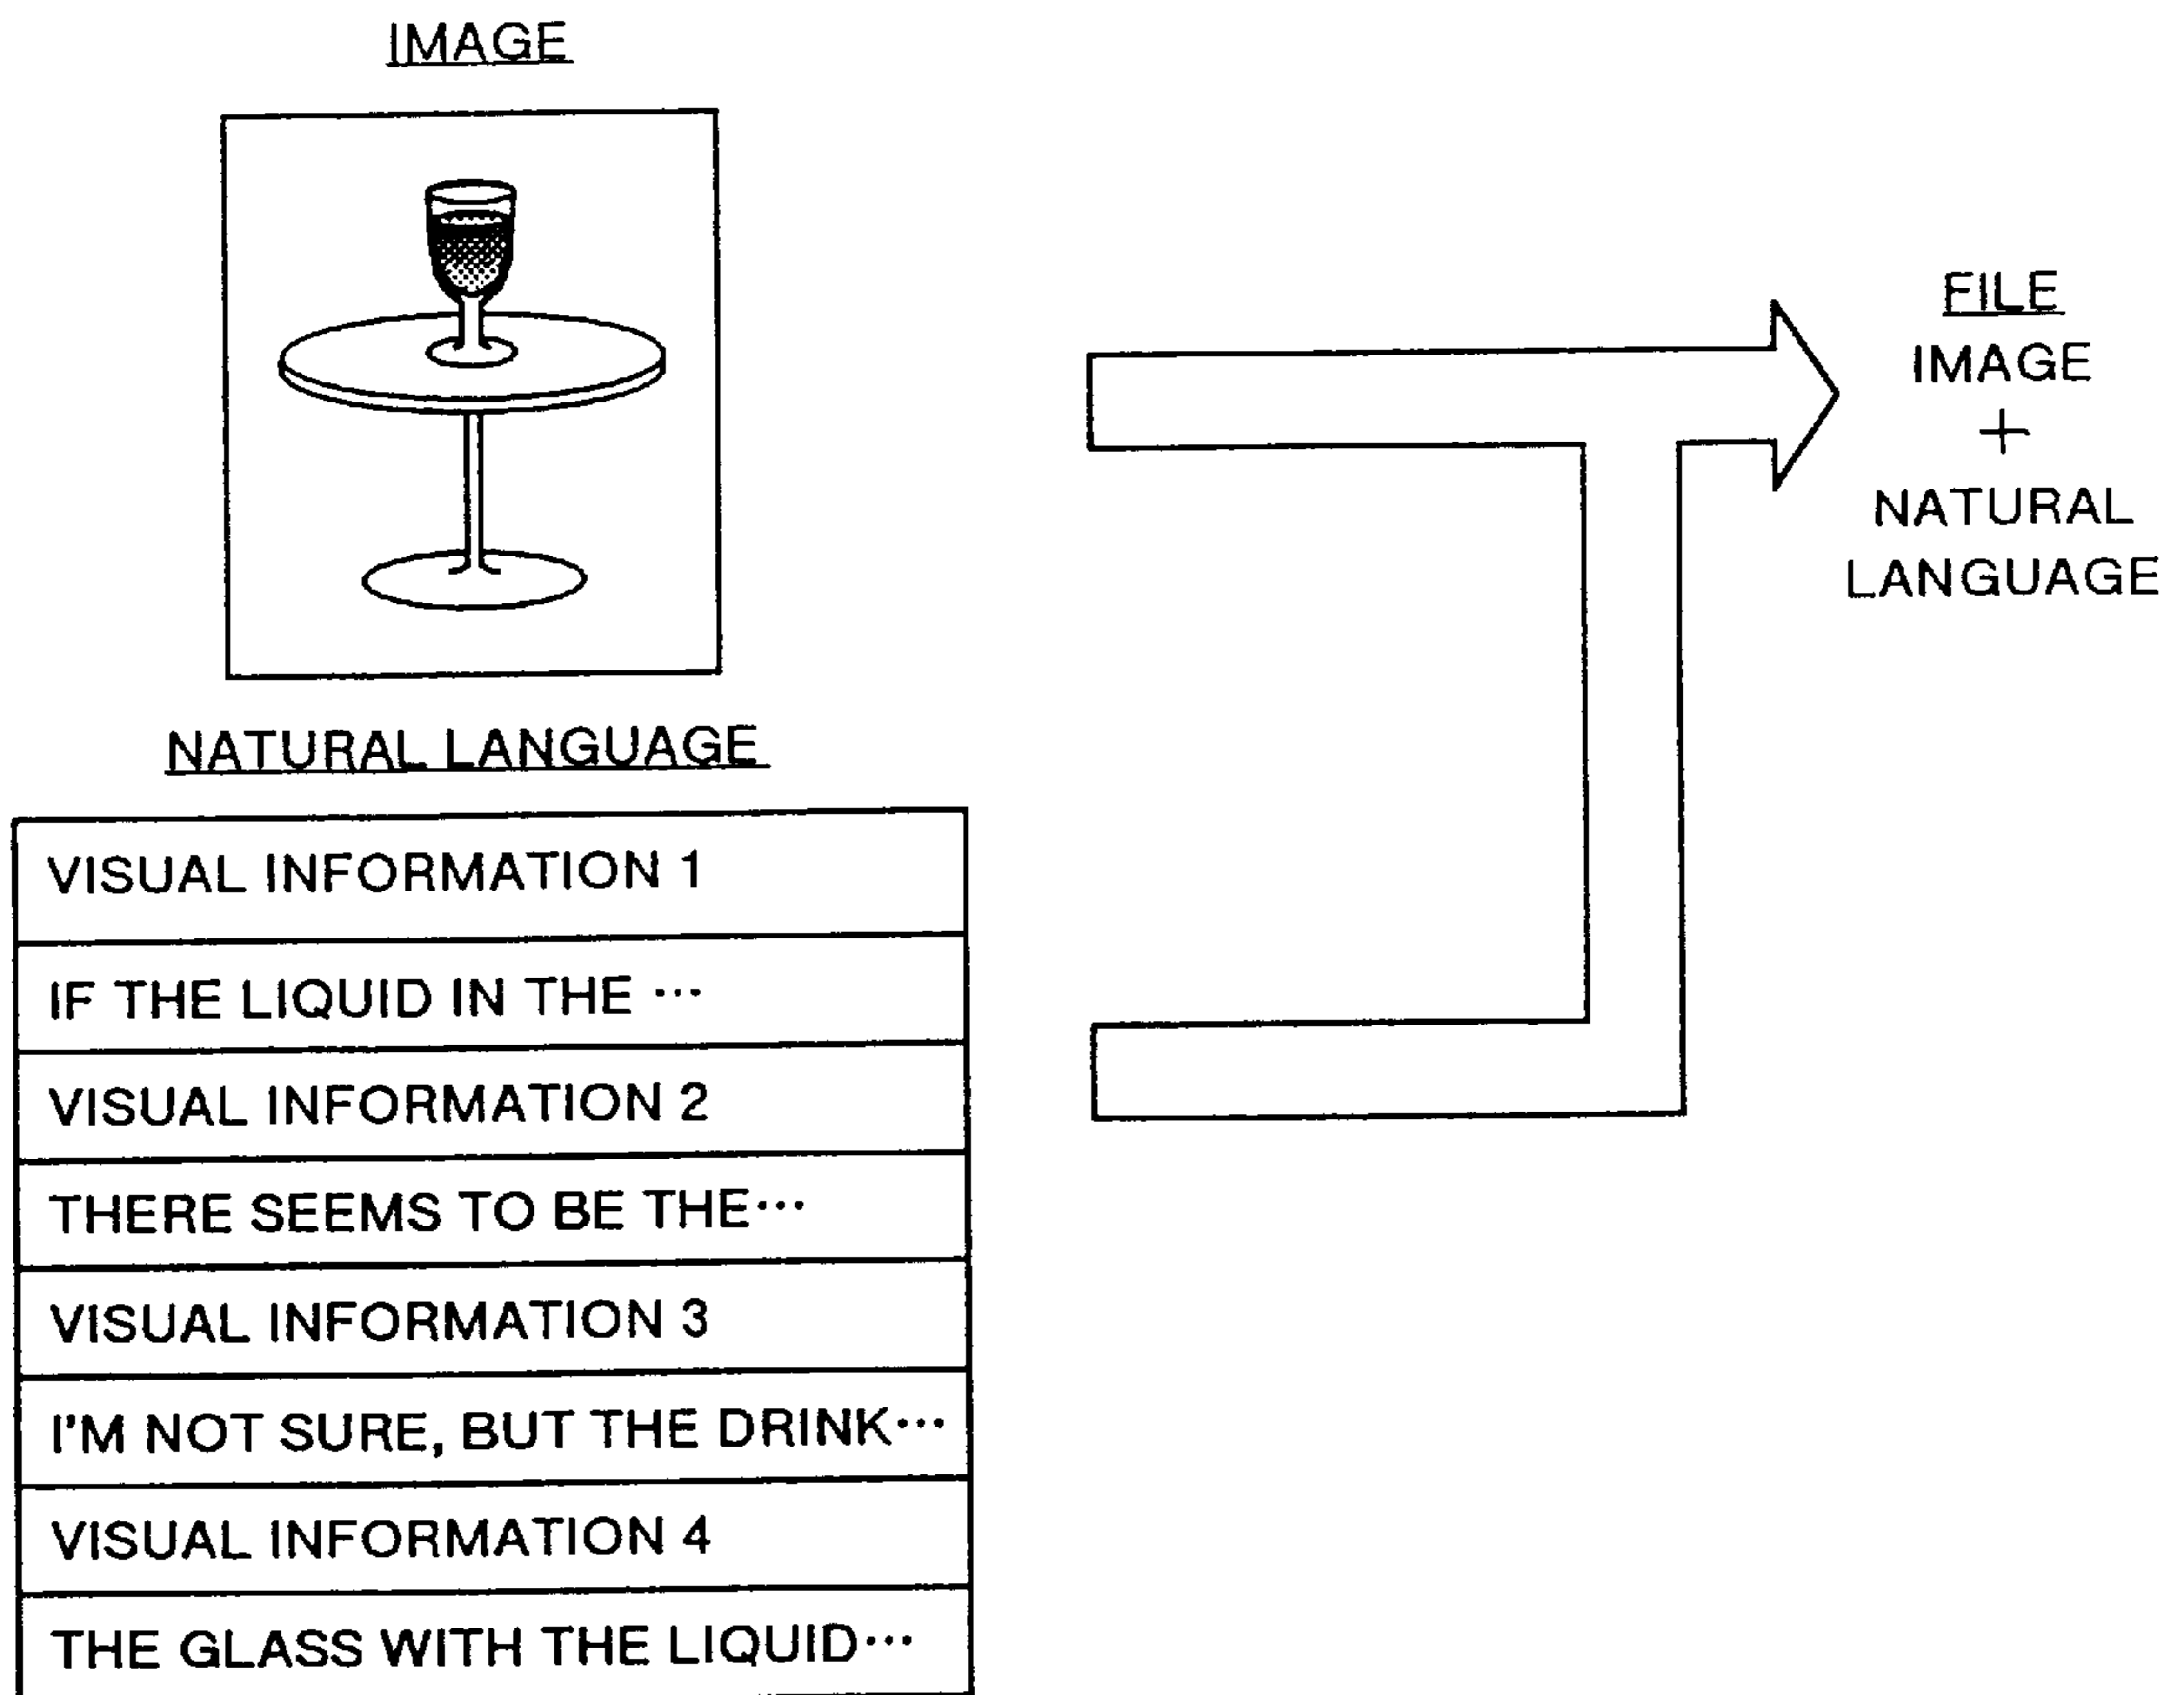 IMAGE
NATURAL LANGUAGE
VISUAL INFORMATION 1
IF THE LIQUID IN THE ···
VISUAL INFORMATION 2
THERE SEEMS TO BE THE···
VISUAL INFORMATION 3
I'M NOT SURE, BUT THE DRINK···
VISUAL INFORMATION 4
THE GLASS WITH THE LIQUID···
FILE
IMAGE
+
NATURAL
LANGUAGE